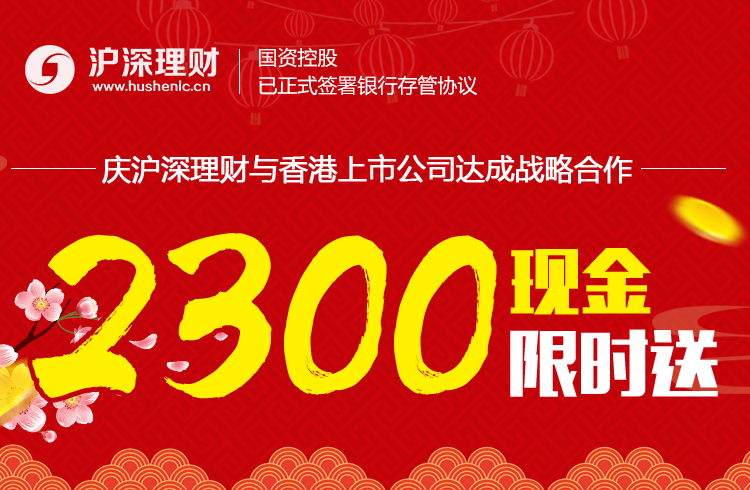 沪深理财
www.hushenlc.cn
国资控股
已正式签署银行存管协议
庆沪深理财与香港上市公司达成战略合作
2300
现金
限时送